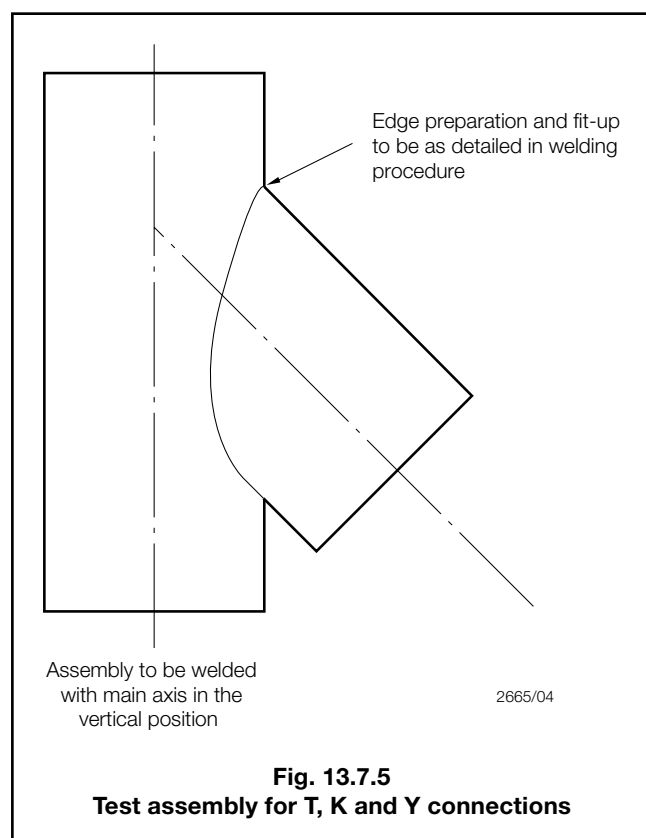 Edge preparation and fit-up
to be as detailed in welding
procedure
Assembly to be welded
with main axis in the
vertical position
2665/04
Fig. 13.7.5
Test assembly for T, K and Y connections